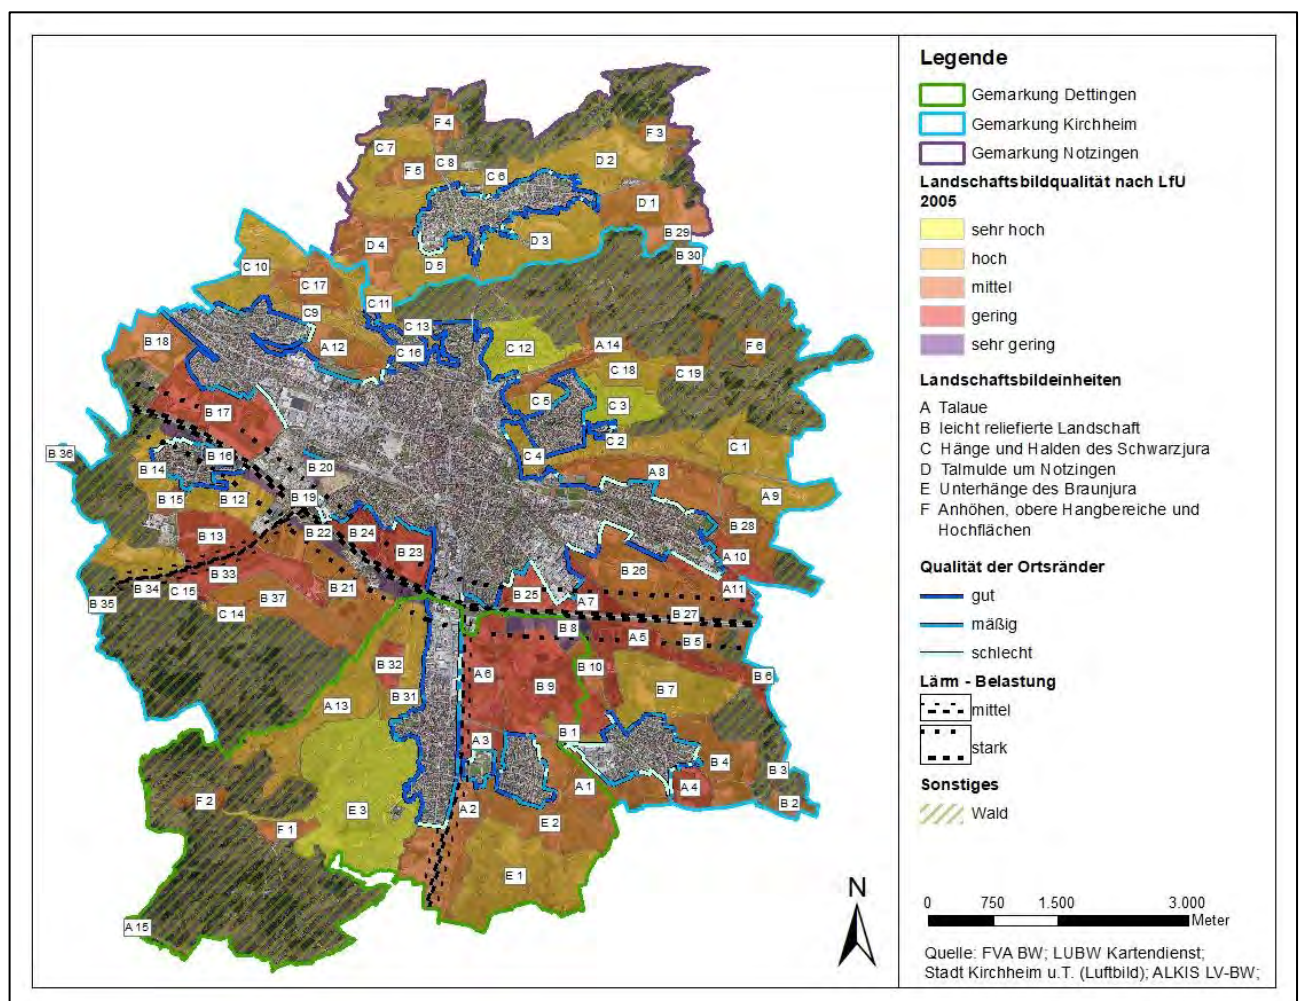 Legende
Gemarkung Dettingen
Gemarkung Kirchheim
Gemarkung Notzingen
Landschaftsbildqualität nach LfU
2005
sehr hoch
hoch
mittel
gering
sehr gering
Landschaftsbildeinheiten
A Talaue
B leicht reliefierte Landschaft
C Hänge und Halden des Schwarzjura
D Talmulde um Notzingen
E Unterhänge des Braunjura
F Anhöhen, obere Hangbereiche und
Hochflächen
Qualität der Ortsränder
gut
mäßig
schlecht
Lärm - Belastung
mittel
stark
Sonstiges
Wald
N
0 750 1.500 3.000
Meter
Quelle: FVA BW; LUBW Kartendienst;
Stadt Kirchheim u.T. (Luftbild); ALKIS LV-BW;
F 4
F 3
C 7
C 8
D 2
F 5
C 6
D 1
B 29
D 4
D 3
B 30
D 5
C 10
C 17
C 11
C9
C 13
B 18
A 12
C 16
C 12
A 14
F 6
C 18
C 19
C 5
C 3
B 17
C 2
C 1
B 36
B 16
C 4
B 14
B 20
A 8
B 15
B 12
B 19
A 9
B 28
B 22
B 24
B 13
B 23
A 10
B 26
B 33
B 34
C 15
B 21
A11
B 35
B 37
B 25
A 7
C 14
B 27
B 8
A 5
B 5
B 32
B 10
A 6
B 6
B 9
B 7
B 31
A 13
B 1
A 3
B 4
B 3
A 1
A 4
F 2
B 2
E 3
A 2
F 1
E 2
E 1
A 15